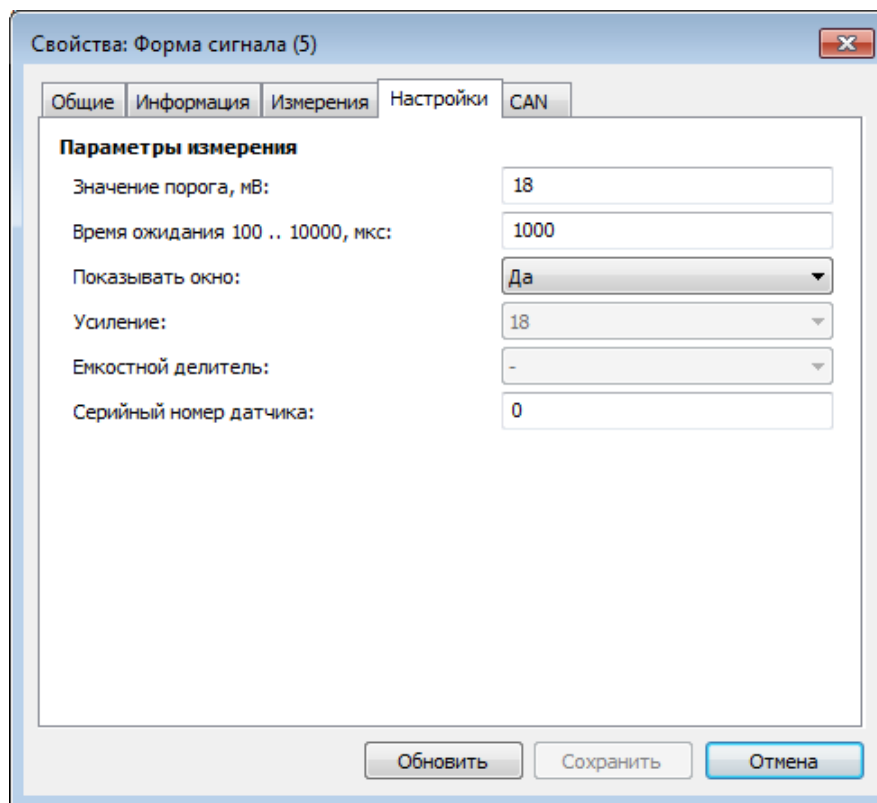 Свойства: Форма сигнала (5)
Общие Информация Измерения Настройки CAN
Параметры измерения
Значение порога, мВ: 18
Время ожидания 100 .. 10000, мкс: 1000
Показывать окно: Да
Усиление: 18
Емкостной делитель: -
Серийный номер датчика: 0
Обновить Сохранить Отмена